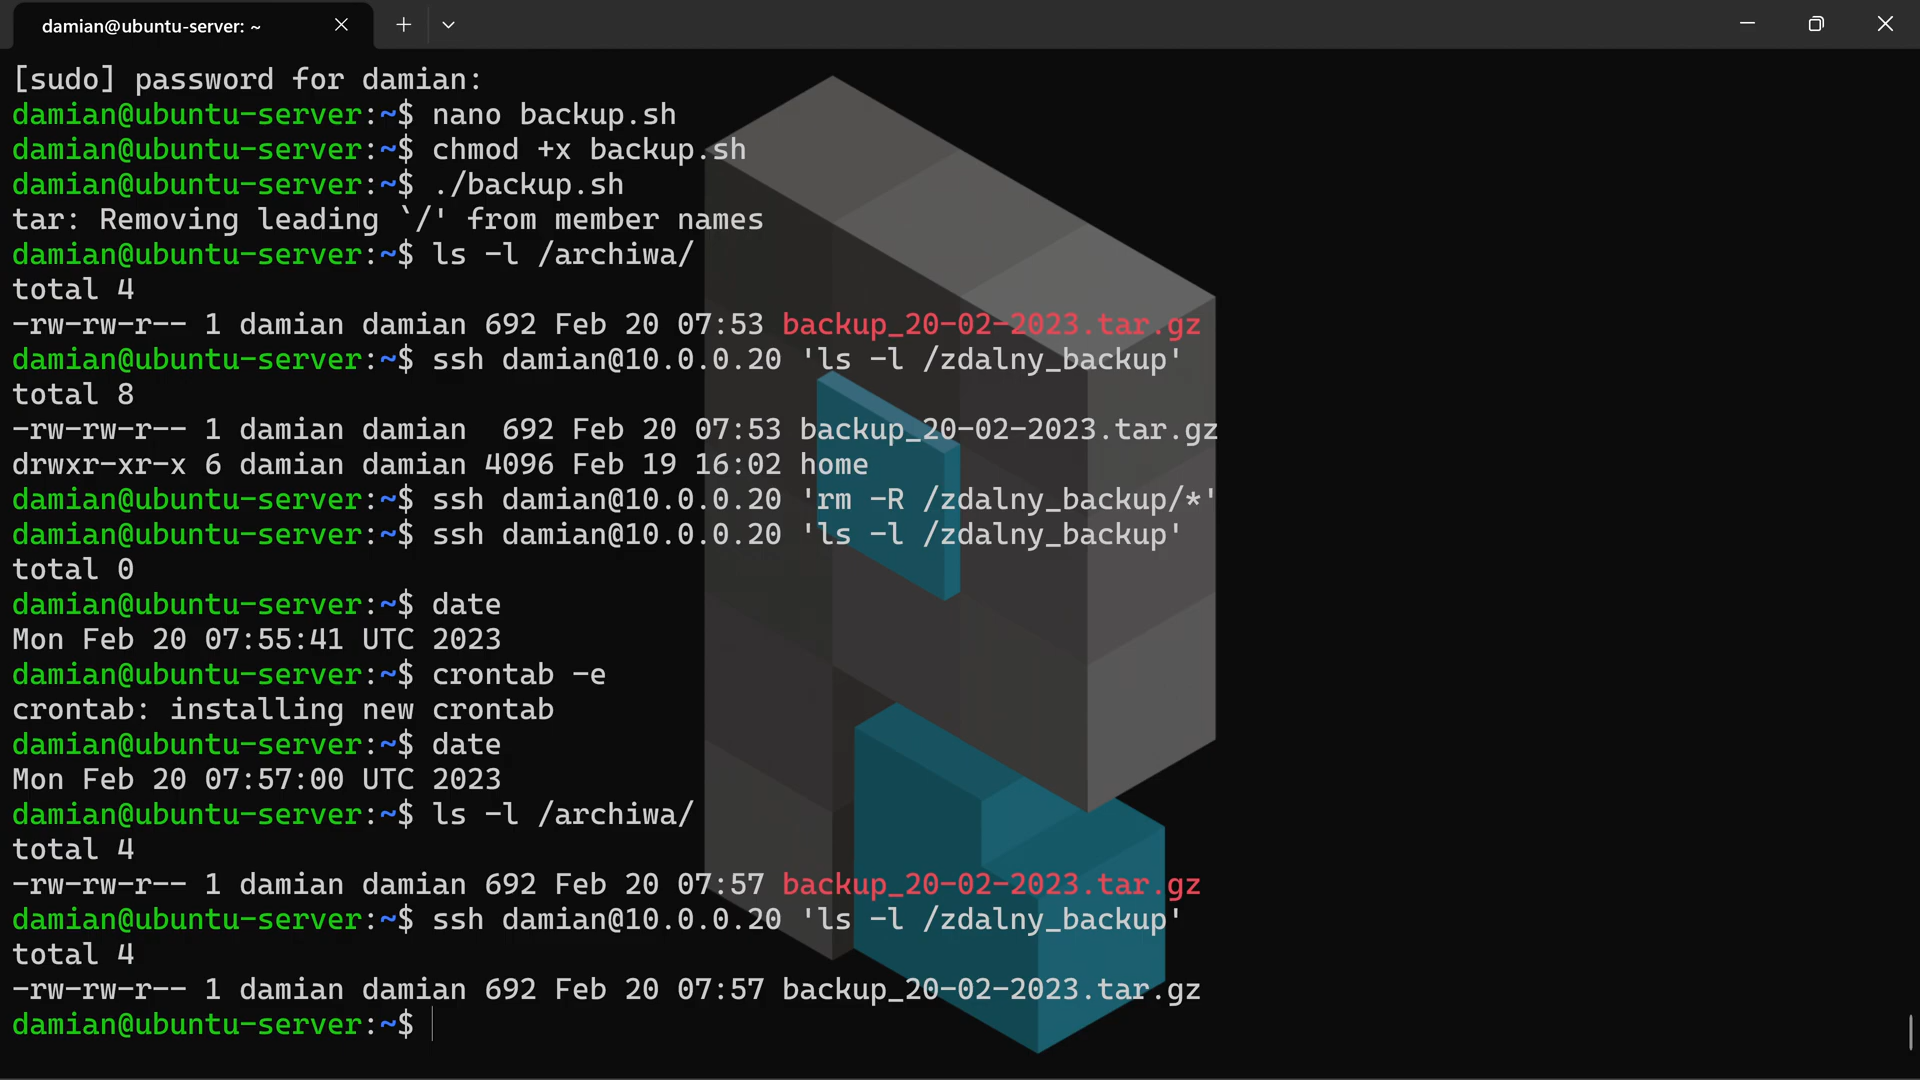 damian@ubuntu-server: ~
[sudo] password for damian:
damian@ubuntu-server:~$ nano backup.sh
damian@ubuntu-server:~$ chmod +x backup.sh
damian@ubuntu-server:~$ ./backup.sh
tar: Removing leading `/' from member names
damian@ubuntu-server:~$ ls -l /archiwa/
total 4
-rw-rw-r-- 1 damian damian 692 Feb 20 07:53 backup_20-02-2023.tar.gz
damian@ubuntu-server:~$ ssh damian@10.0.0.20 'ls -l /zdalny_backup'
total 8
-rw-rw-r-- 1 damian damian  692 Feb 20 07:53 backup_20-02-2023.tar.gz
drwxr-xr-x 6 damian damian 4096 Feb 19 16:02 home
damian@ubuntu-server:~$ ssh damian@10.0.0.20 'rm -R /zdalny_backup/*'
damian@ubuntu-server:~$ ssh damian@10.0.0.20 'ls -l /zdalny_backup'
total 0
damian@ubuntu-server:~$ date
Mon Feb 20 07:55:41 UTC 2023
damian@ubuntu-server:~$ crontab -e
crontab: installing new crontab
damian@ubuntu-server:~$ date
Mon Feb 20 07:57:00 UTC 2023
damian@ubuntu-server:~$ ls -l /archiwa/
total 4
-rw-rw-r-- 1 damian damian 692 Feb 20 07:57 backup_20-02-2023.tar.gz
damian@ubuntu-server:~$ ssh damian@10.0.0.20 'ls -l /zdalny_backup'
total 4
-rw-rw-r-- 1 damian damian 692 Feb 20 07:57 backup_20-02-2023.tar.gz
damian@ubuntu-server:~$